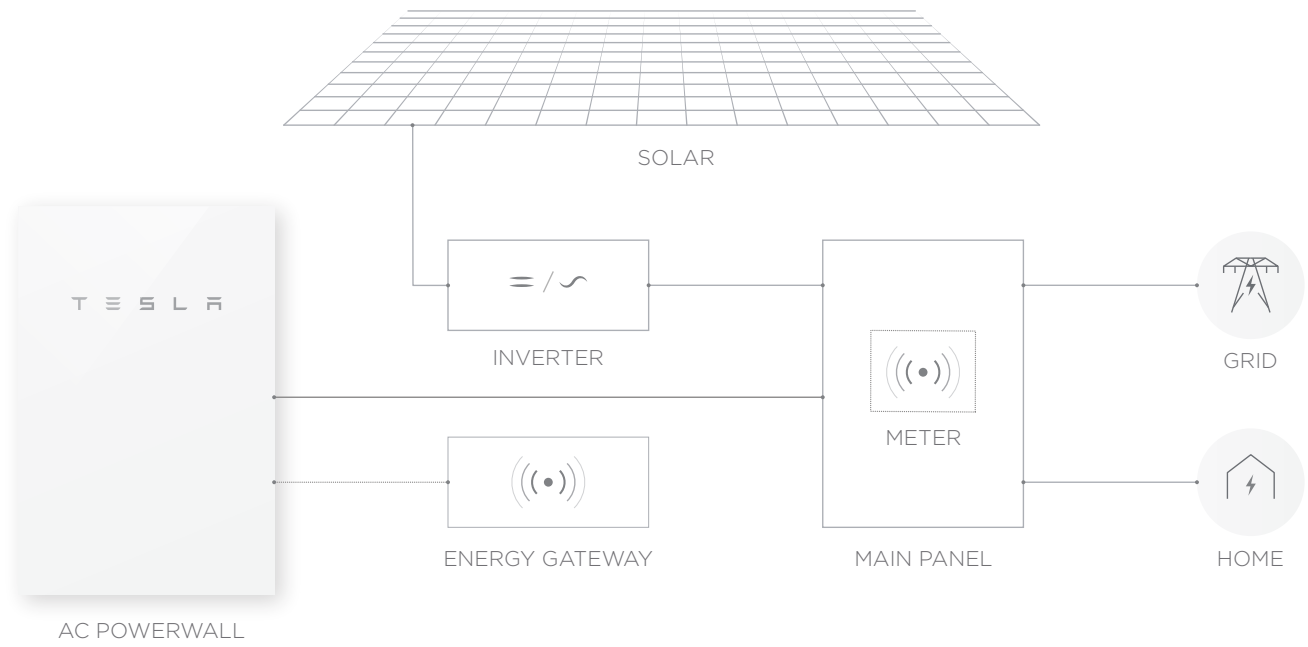 SOLAR
TESLA
INVERTER
GRID
METER
ENERGY GATEWAY
MAIN PANEL
HOME
AC POWERWALL